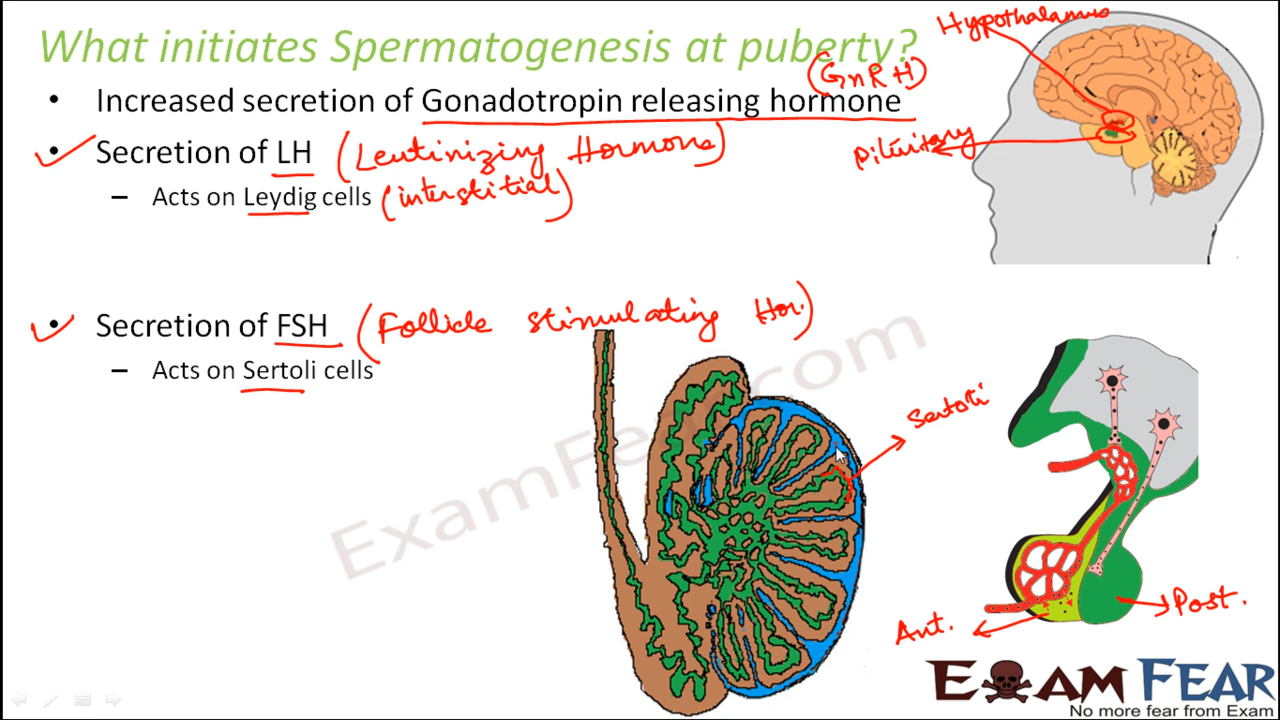 What initiates Spermatogenesis at puberty?
Hypothalamus
(GnRH)
• Increased secretion of Gonadotropin releasing hormone
• Secretion of LH (Leutinizing Hormone)
pituitary
– Acts on Leydig cells (interstitial)
• Secretion of FSH (Follicle stimulating Hor.)
– Acts on Sertoli cells
Sertoli
ExamFear.com
Post.
Ant.
EXAM FEAR
No more fear from Exam